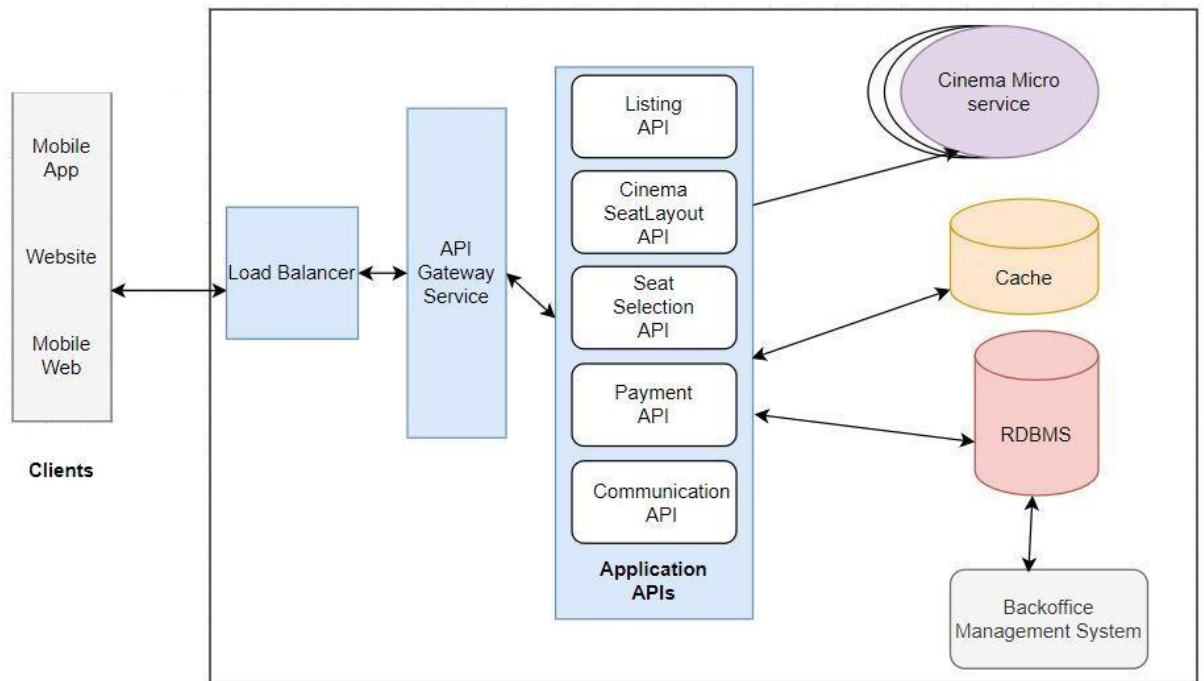 Mobile
App
Website
Mobile
Web
Clients
Load Balancer
API
Gateway
Service
Listing
API
Cinema
SeatLayout
API
Seat
Selection
API
Payment
API
Communication
API
Application
APIs
Cinema Micro
service
Cache
RDBMS
Backoffice
Management System